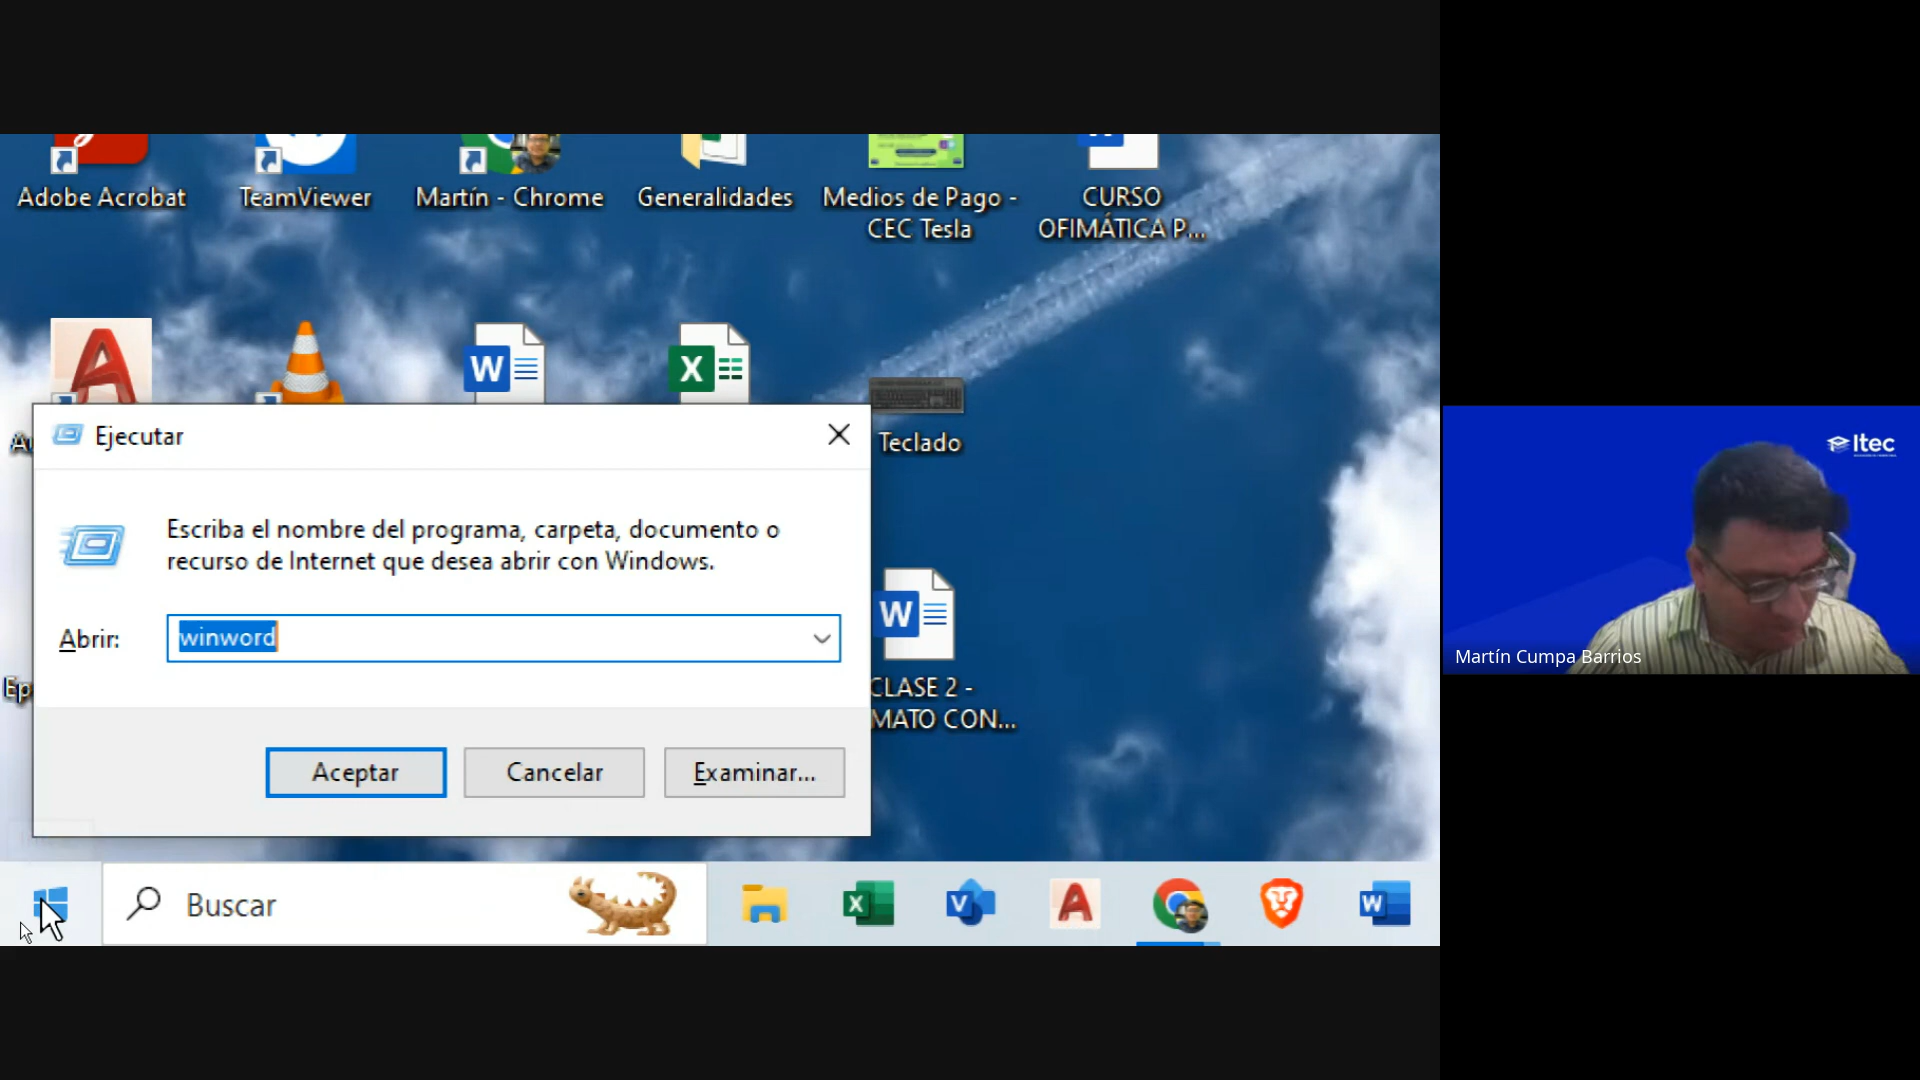 Adobe Acrobat
TeamViewer
Martín - Chrome
Generalidades
Medios de Pago -
CEC Tesla
CURSO
OFIMÁTICA P...
Ejecutar
Teclado
Escriba el nombre del programa, carpeta, documento o
recurso de Internet que desea abrir con Windows.
Abrir:
winword
CLASE 2 -
MATO CON...
Aceptar
Cancelar
Examinar...
Buscar
Itec
Martín Cumpa Barrios